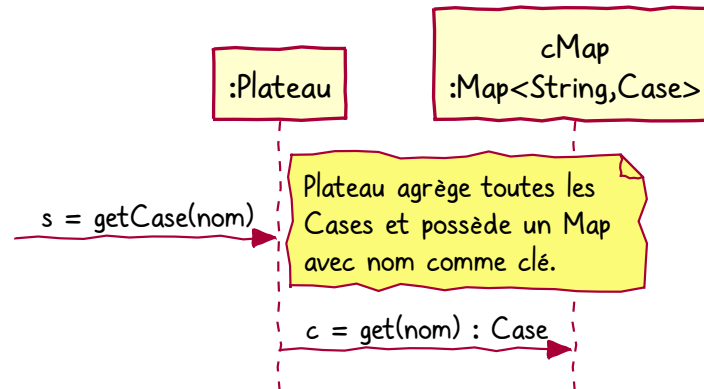 :Plateau
cMap
:Map<String,Case>
s = getCase(nom)
Plateau agrège toutes les
Cases et possède un Map
avec nom comme clé.
c = get(nom) : Case